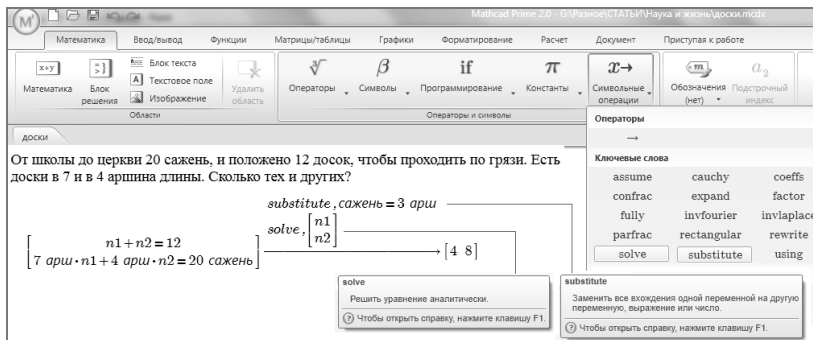 Mathcad Prime 2.0 - G:\Разное\СТАТЬИ\Наука и жизнь\доски.mcdx
Математика Ввод/вывод Функции Матрицы/таблицы Графики Форматирование Расчет Документ Приступая к работе
Математика
Блок решения
Блок текста
Текстовое поле
Изображение
Удалить область
Области
Операторы
Символы
if
Программирование
π
Константы
x→
Символьные операции
Операторы и символы
Обозначения (нет)
Подстрочный индекс
доски
Операторы
→
Ключевые слова
assume cauchy coeffs
confrac expand factor
fully invfourier invlaplace
parfrac rectangular rewrite
solve substitute using
От школы до церкви 20 сажень, и положено 12 досок, чтобы проходить по грязи. Есть
доски в 7 и в 4 аршина длины. Сколько тех и других?
substitute , сажень = 3 арш
solve , [n1
n2]
[n1 + n2 = 12
7 арш · n1 + 4 арш · n2 = 20 сажень] → [4 8]
solve
Решить уравнение аналитически.
Чтобы открыть справку, нажмите клавишу F1.
substitute
Заменить все вхождения одной переменной на другую
переменную, выражение или число.
Чтобы открыть справку, нажмите клавишу F1.